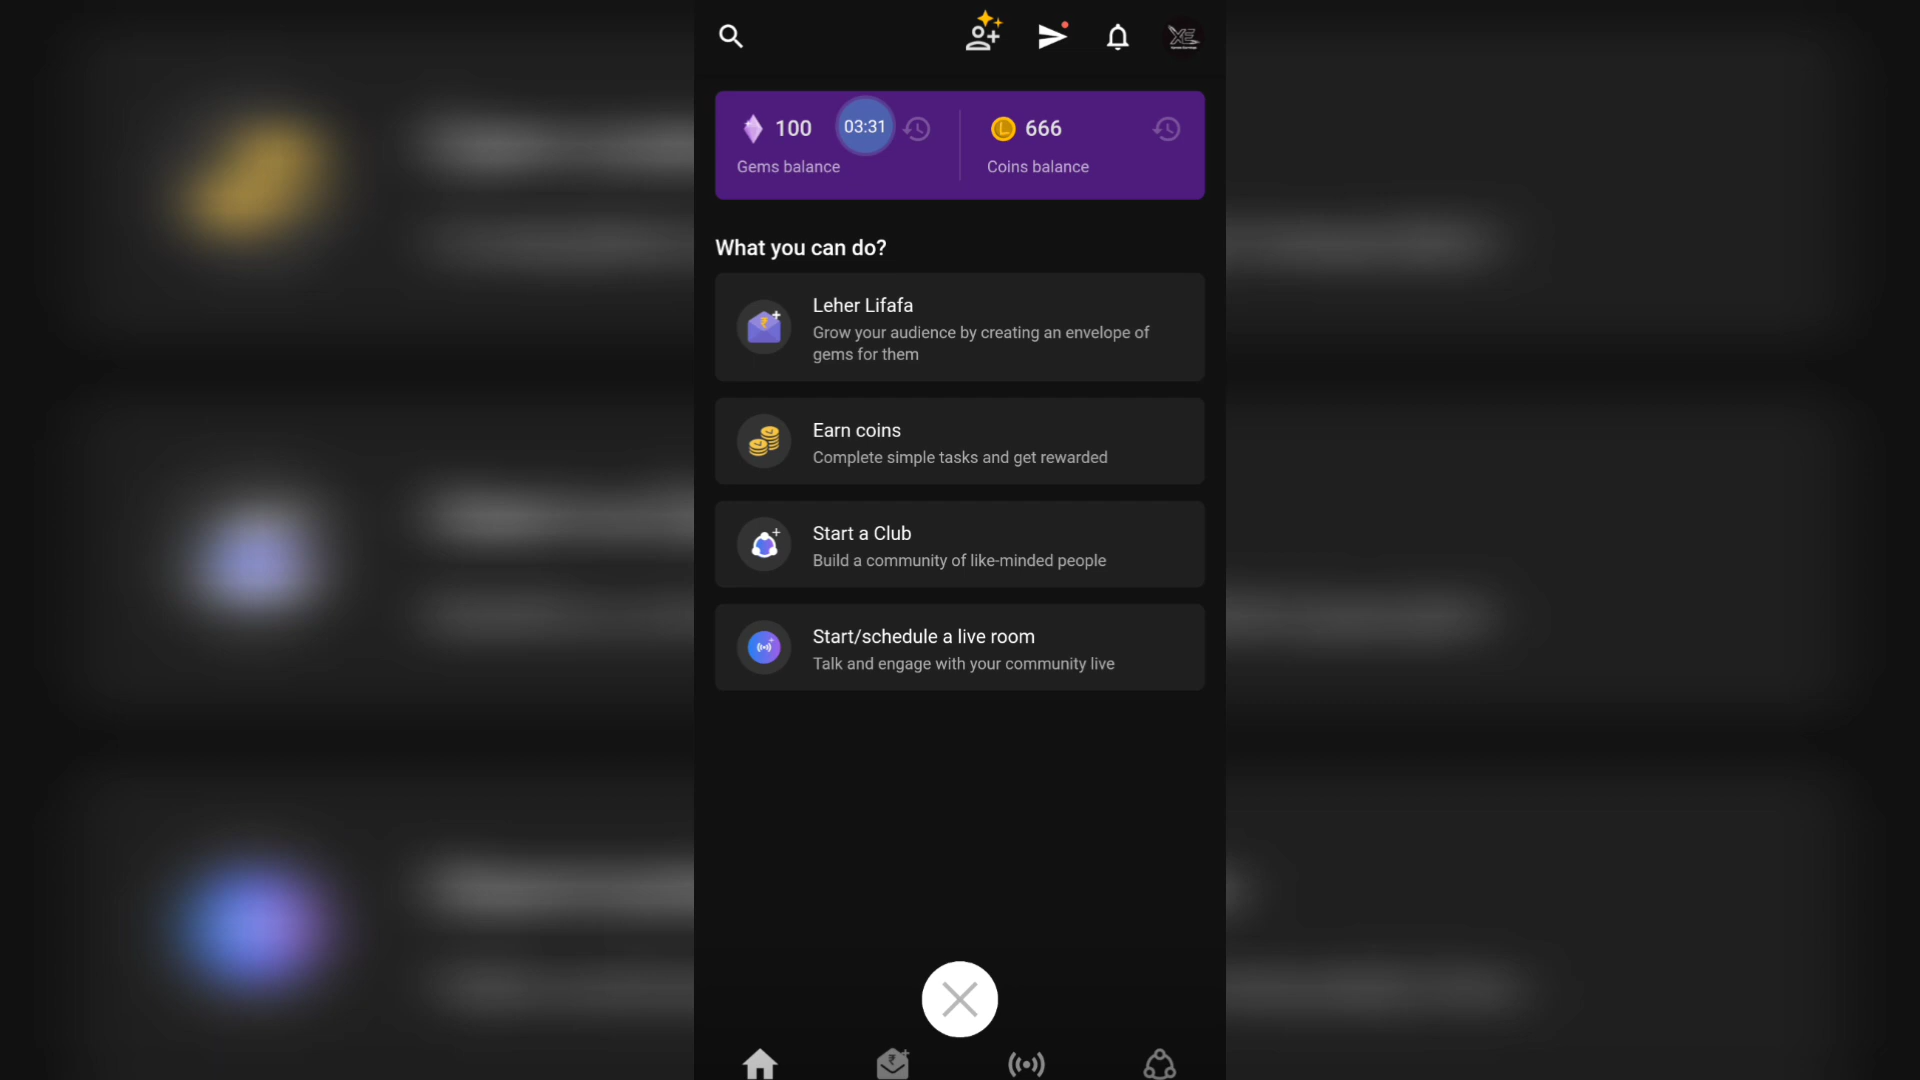 100
03:31
666
Gems balance
Coins balance
What you can do?
Leher Lifafa
Grow your audience by creating an envelope of
gems for them
Earn coins
Complete simple tasks and get rewarded
Start a Club
Build a community of like-minded people
Start/schedule a live room
Talk and engage with your community live